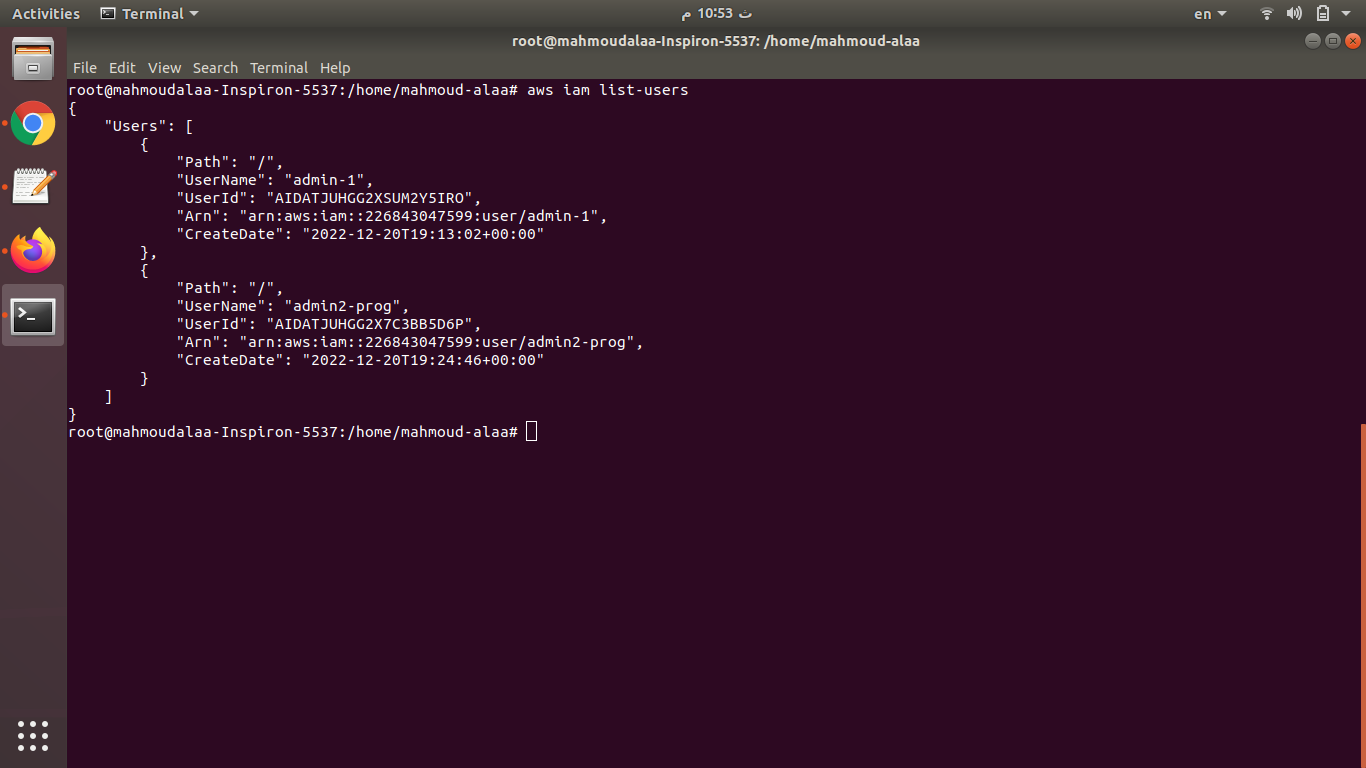 Activities Terminal ث 10:53 م en
root@mahmoudalaa-Inspiron-5537: /home/mahmoud-alaa
File Edit View Search Terminal Help
root@mahmoudalaa-Inspiron-5537:/home/mahmoud-alaa# aws iam list-users
{
    "Users": [
        {
            "Path": "/",
            "UserName": "admin-1",
            "UserId": "AIDATJUHGG2XSUM2Y5IRO",
            "Arn": "arn:aws:iam::226843047599:user/admin-1",
            "CreateDate": "2022-12-20T19:13:02+00:00"
        },
        {
            "Path": "/",
            "UserName": "admin2-prog",
            "UserId": "AIDATJUHGG2X7C3BB5D6P",
            "Arn": "arn:aws:iam::226843047599:user/admin2-prog",
            "CreateDate": "2022-12-20T19:24:46+00:00"
        }
    ]
}
root@mahmoudalaa-Inspiron-5537:/home/mahmoud-alaa#